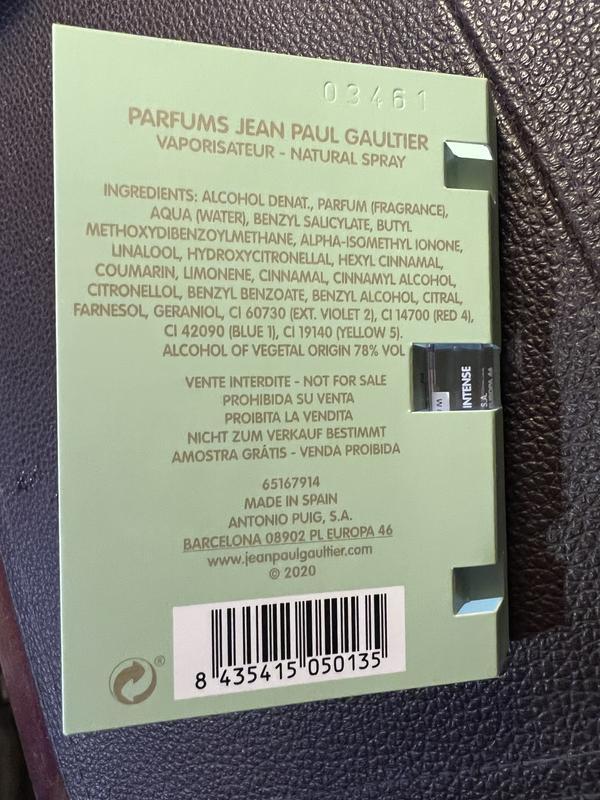 03461
PARFUMS JEAN PAUL GAULTIER
VAPORISATEUR - NATURAL SPRAY
INGREDIENTS: ALCOHOL DENAT., PARFUM (FRAGRANCE),
AQUA (WATER), BENZYL SALICYLATE, BUTYL
METHOXYDIBENZOYLMETHANE, ALPHA-ISOMETHYL IONONE,
LINALOOL, HYDROXYCITRONELLAL, HEXYL CINNAMAL,
COUMARIN, LIMONENE, CINNAMAL, CINNAMYL ALCOHOL,
CITRONELLOL, BENZYL BENZOATE, BENZYL ALCOHOL, CITRAL,
FARNESOL, GERANIOL, CI 60730 (EXT. VIOLET 2), CI 14700 (RED 4),
CI 42090 (BLUE 1), CI 19140 (YELLOW 5).
ALCOHOL OF VEGETAL ORIGIN 78% VOL
INTENSE
S.A.
VENTE INTERDITE - NOT FOR SALE
PROHIBIDA SU VENTA
PROIBITA LA VENDITA
NICHT ZUM VERKAUF BESTIMMT
AMOSTRA GRÁTIS - VENDA PROIBIDA
65167914
MADE IN SPAIN
ANTONIO PUIG, S.A.
BARCELONA 08902 PL EUROPA 46
www.jeanpaulgaultier.com
© 2020
8 435415 050135
®